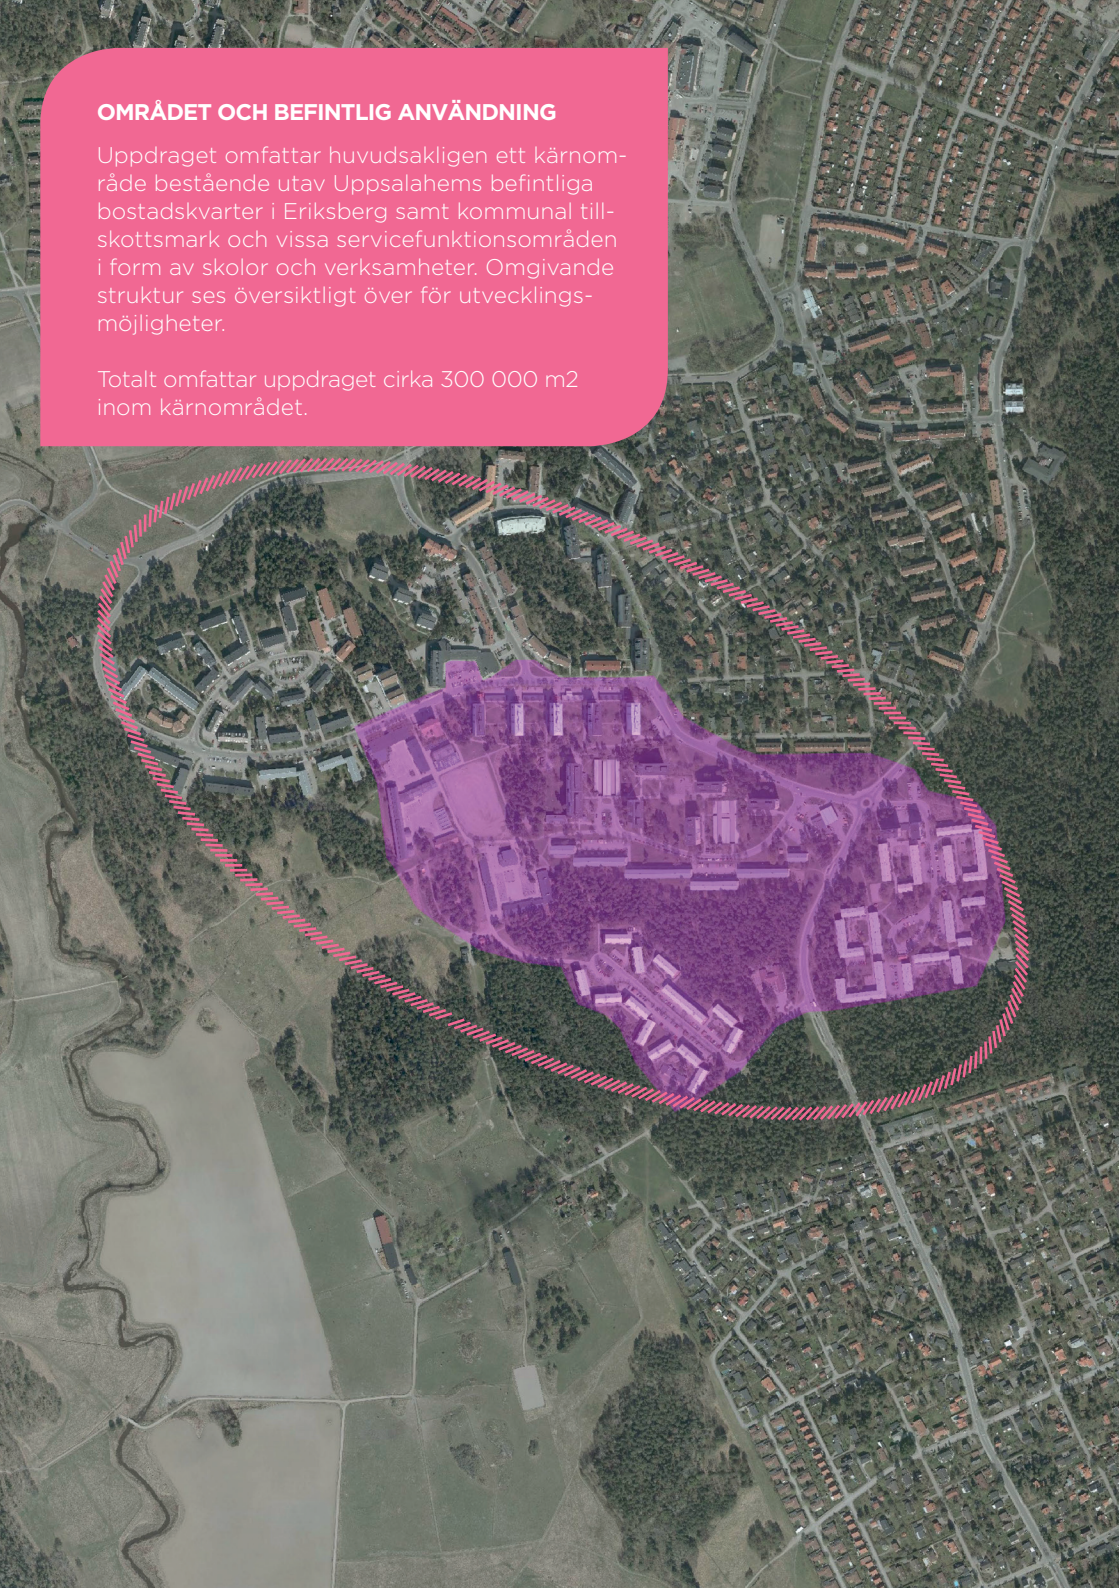 OMRÅDET OCH BEFINTLIG ANVÄNDNING
Uppdraget omfattar huvudsakligen ett kärnom-
råde bestående utav Uppsalahems befintliga
bostadskvarter i Eriksberg samt kommunal till-
skottsmark och vissa servicefunktionsområden
i form av skolor och verksamheter. Omgivande
struktur ses översiktligt över för utvecklings-
möjligheter.
Totalt omfattar uppdraget cirka 300 000 m2
inom kärnområdet.